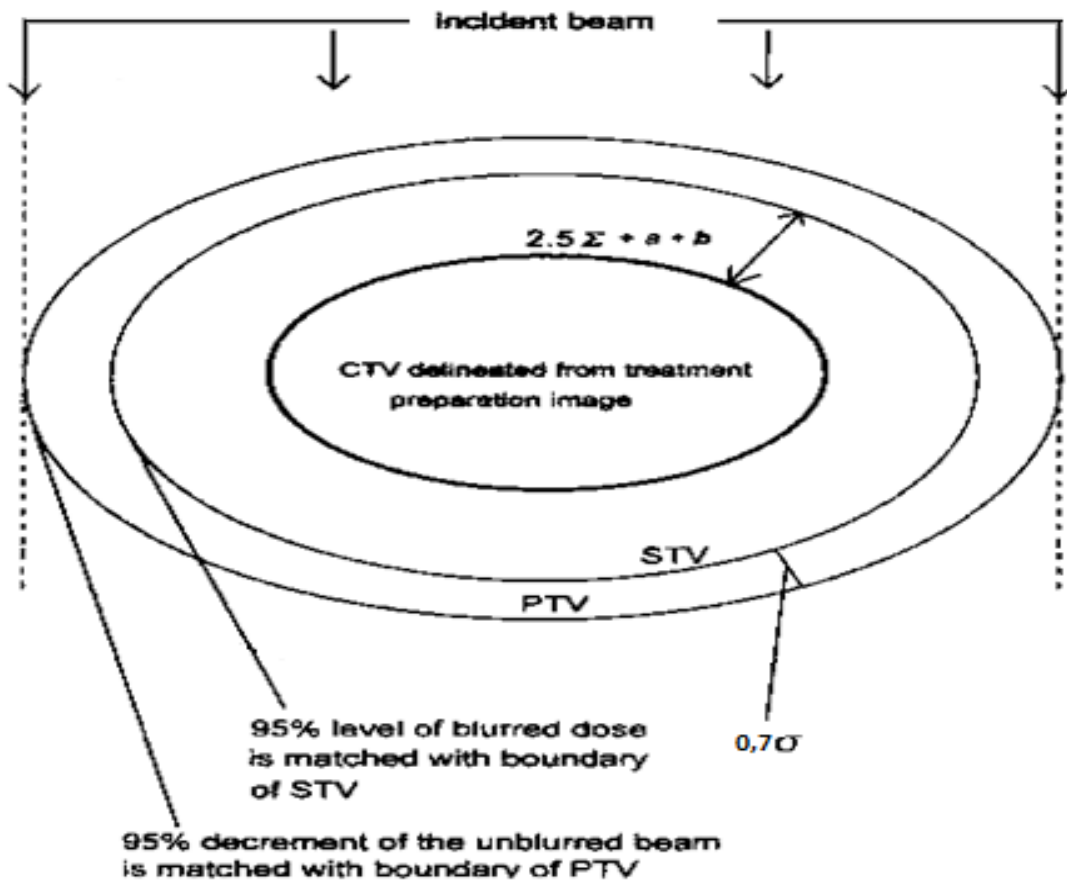 incident beam
2.5 Σ + a + b
CTV delineated from treatment
preparation image
STV
PTV
95% level of blurred dose
is matched with boundary
of STV
0,7σ
95% decrement of the unblurred beam
is matched with boundary of PTV